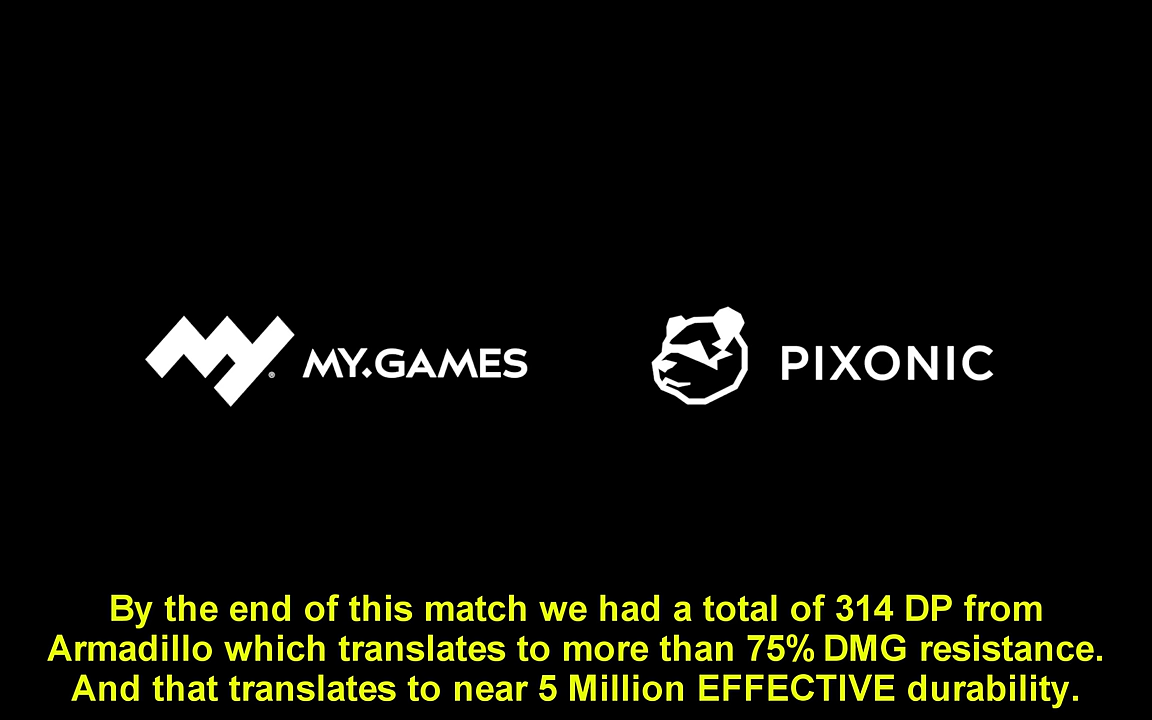 MY.GAMES
PIXONIC
By the end of this match we had a total of 314 DP from
Armadillo which translates to more than 75% DMG resistance.
And that translates to near 5 Million EFFECTIVE durability.